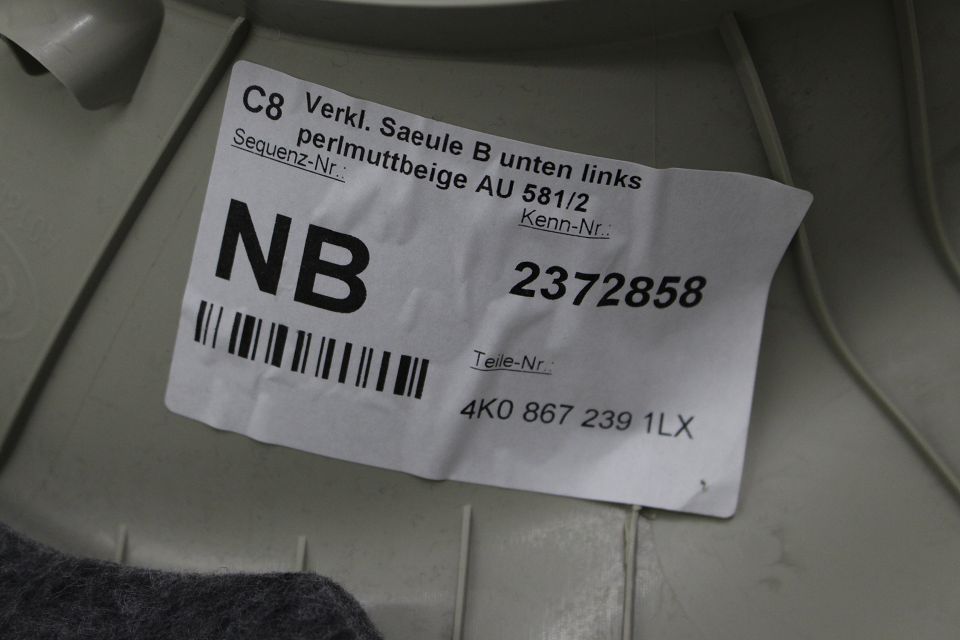 C8 Verkl. Saeule B unten links
perlmuttbeige AU 581/2
Sequenz-Nr.:
Kenn-Nr.:
NB
2372858
Teile-Nr.:
4K0 867 239 1LX